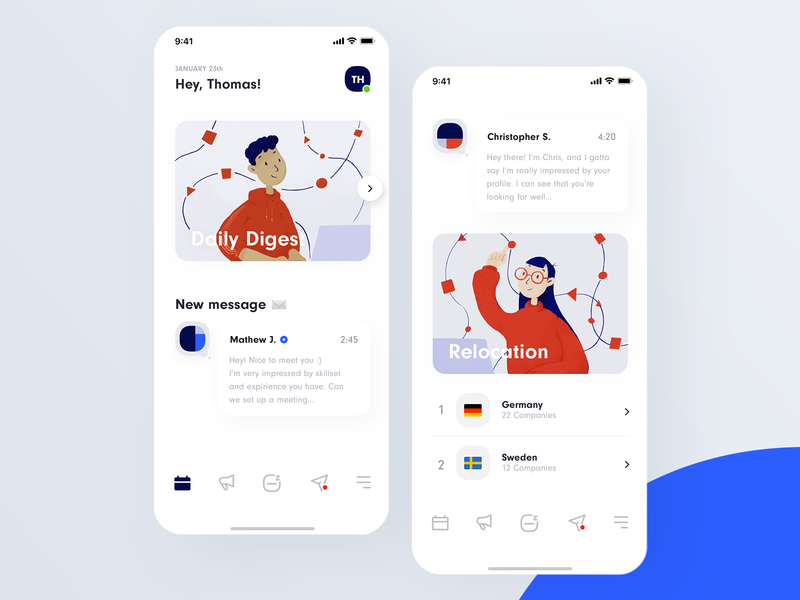 9:41
JANUARY 23th
Hey, Thomas!
TH
Daily Digest
New message
Mathew J.
2:45
Hey! Nice to meet you :)
I'm very impressed by skillset
and expirience you have. Can
we set up a meeting...
9:41
Christopher S.
4:20
Hey there! I'm Chris, and I gotta
say I'm really impressed by your
profile. I can see that you're
looking for well...
Relocation
1
Germany
22 Companies
2
Sweden
12 Companies